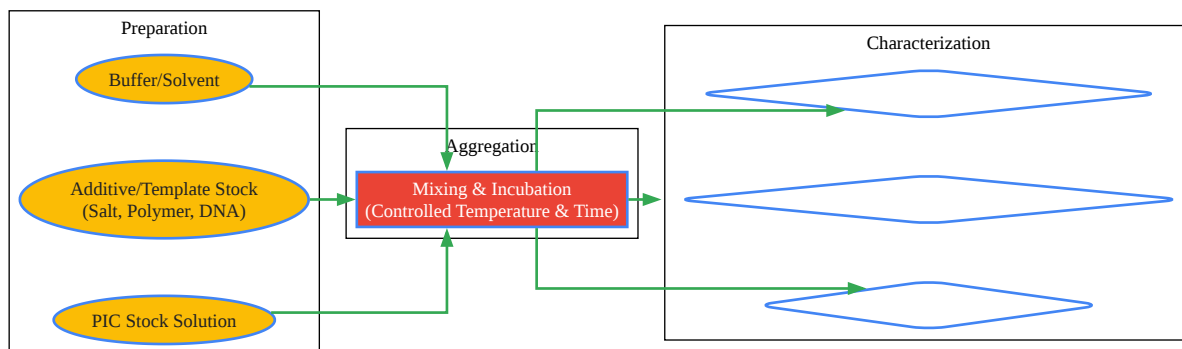 Preparation
Buffer/Solvent
Additive/Template Stock
(Salt, Polymer, DNA)
PIC Stock Solution
Aggregation
Mixing & Incubation
(Controlled Temperature & Time)
Characterization